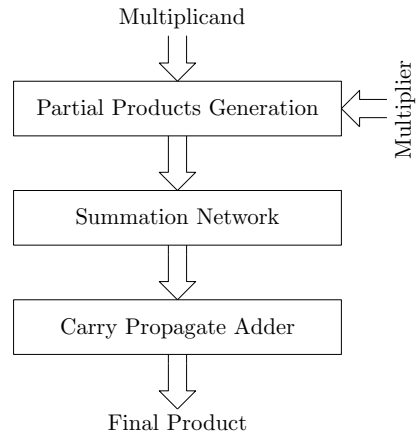 Multiplicand
Partial Products Generation
Multiplier
Summation Network
Carry Propagate Adder
Final Product